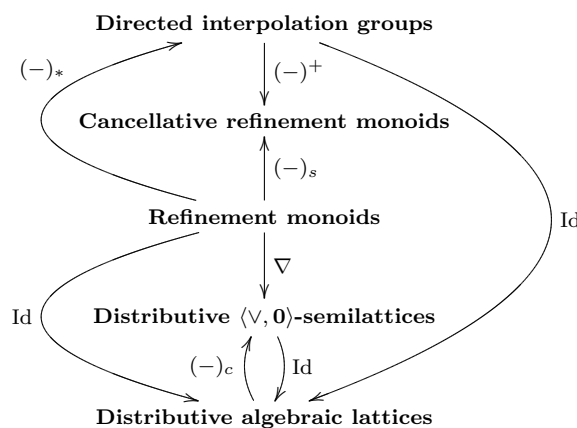 Directed interpolation groups
(−)∗
(−)⁺
Cancellative refinement monoids
(−)ₛ
Refinement monoids
Id
∇
Id
Distributive ⟨∨, 0⟩-semilattices
(−)𝑐
Id
Distributive algebraic lattices